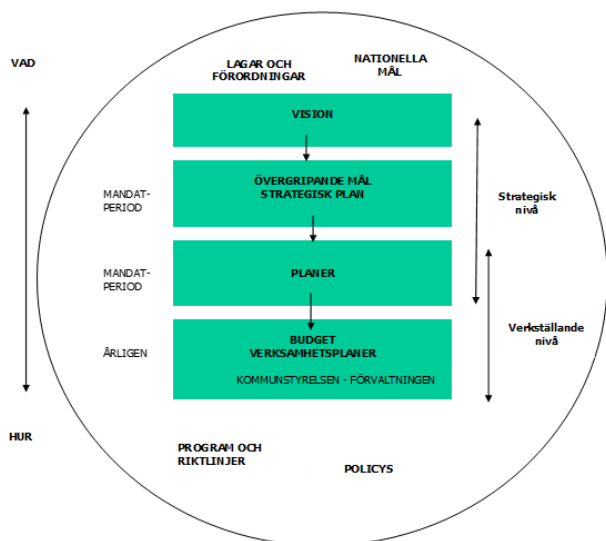 VAD
LAGAR OCH
FÖRORDNINGAR
NATIONELLA
MÅL
VISION
MANDAT-
PERIOD
ÖVERGRIPANDE MÅL
STRATEGISK PLAN
Strategisk
nivå
MANDAT-
PERIOD
PLANER
ÅRLIGEN
BUDGET
VERKSAMHETSPLANER
KOMMUNSTYRELSEN - FÖRVALTNINGEN
Verkställande
nivå
HUR
PROGRAM OCH
RIKTLINJER
POLICYS